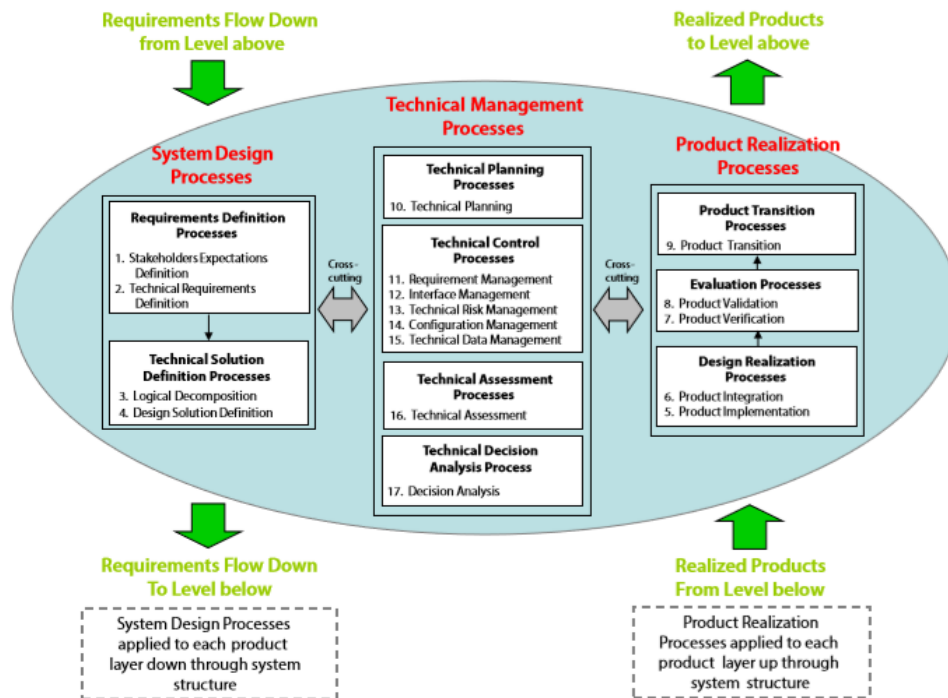 Requirements Flow Down
from Level above
Realized Products
to Level above
Technical Management
Processes
System Design
Processes
Product Realization
Processes
Requirements Definition
Processes
1. Stakeholders Expectations
Definition
2. Technical Requirements
Definition
Technical Solution
Definition Processes
3. Logical Decomposition
4. Design Solution Definition
Cross-
cutting
Technical Planning
Processes
10. Technical Planning
Technical Control
Processes
11. Requirement Management
12. Interface Management
13. Technical Risk Management
14. Configuration Management
15. Technical Data Management
Technical Assessment
Processes
16. Technical Assessment
Technical Decision
Analysis Process
17. Decision Analysis
Cross-
cutting
Product Transition
Processes
9. Product Transition
Evaluation Processes
8. Product Validation
7. Product Verification
Design Realization
Processes
6. Product Integration
5. Product Implementation
Requirements Flow Down
To Level below
System Design Processes
applied to each product
layer down through system
structure
Realized Products
From Level below
Product Realization
Processes applied to each
product layer up through
system structure